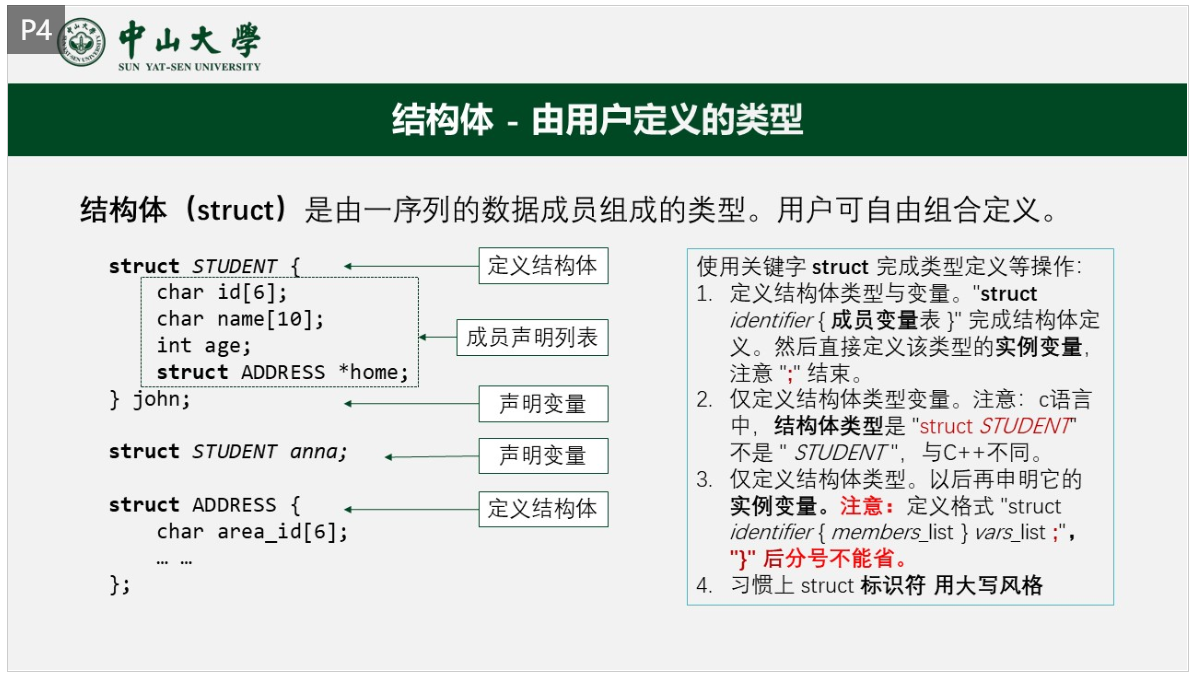 P4
中山大學
SUN YAT-SEN UNIVERSITY
结构体 - 由用户定义的类型
结构体（struct）是由一序列的数据成员组成的类型。用户可自由组合定义。
struct STUDENT {
char id[6];
char name[10];
int age;
struct ADDRESS *home;
} john;
struct STUDENT anna;
struct ADDRESS {
char area_id[6];
… …
};
定义结构体
成员声明列表
声明变量
声明变量
定义结构体
使用关键字 struct 完成类型定义等操作：
1. 定义结构体类型与变量。"struct
identifier { 成员变量表 }" 完成结构体定
义。然后直接定义该类型的实例变量，
注意 ";" 结束。
2. 仅定义结构体类型变量。注意：c语言
中，结构体类型是 "struct STUDENT"
不是 " STUDENT "，与C++不同。
3. 仅定义结构体类型。以后再申明它的
实例变量。注意：定义格式 "struct
identifier { members_list } vars_list ;"，
"}" 后分号不能省。
4. 习惯上 struct 标识符 用大写风格